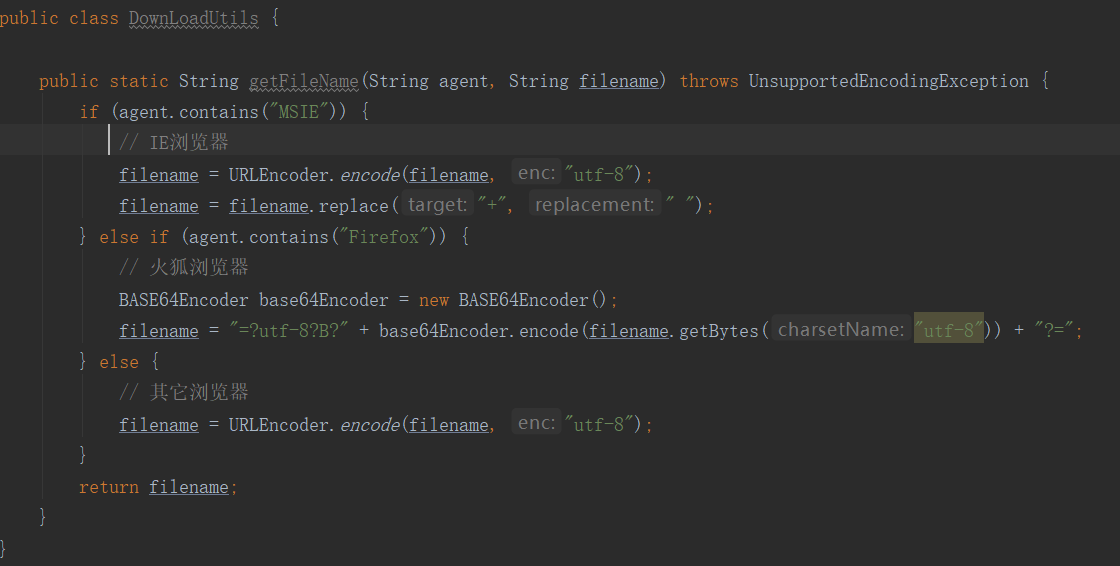 public class DownLoadUtils {
public static String getFileName(String agent, String filename) throws UnsupportedEncodingException {
if (agent.contains("MSIE")) {
// IE浏览器
filename = URLEncoder.encode(filename, enc: "utf-8");
filename = filename.replace( target: "+", replacement: " ");
} else if (agent.contains("Firefox")) {
// 火狐浏览器
BASE64Encoder base64Encoder = new BASE64Encoder();
filename = "=?utf-8?B?" + base64Encoder.encode(filename.getBytes( charsetName: "utf-8")) + "?=";
} else {
// 其它浏览器
filename = URLEncoder.encode(filename, enc: "utf-8");
}
return filename;
}
}